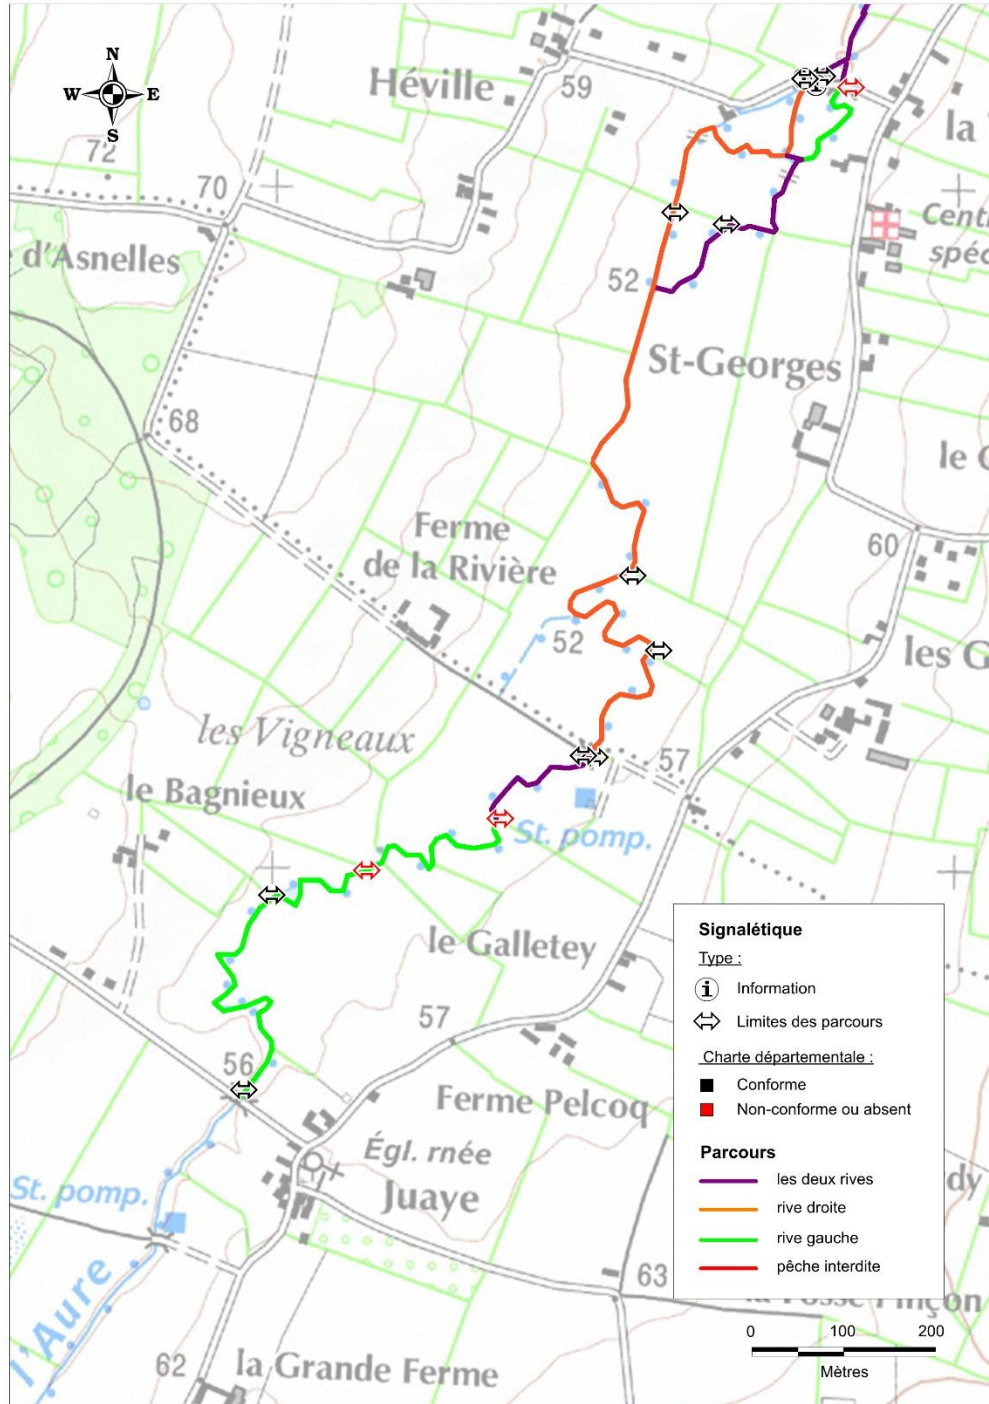 N
W E
S
Héville
59
la
72
70
Cent
spéc
d'Asnelles
52
St-Georges
68
le G
Ferme
de la Rivière
60
52
les G
les Vigneaux
57
le Bagnieux
St. pomp.
le Galletey
57
56
Ferme Pelcoq
Égl. rnée
Juaye
St. pomp.
dy
l'Aure
63
62
la Grande Ferme
Signalétique
Type :
i Information
Limites des parcours
Charte départementale :
Conforme
Non-conforme ou absent
Parcours
les deux rives
rive droite
rive gauche
pêche interdite
0 100 200
Mètres